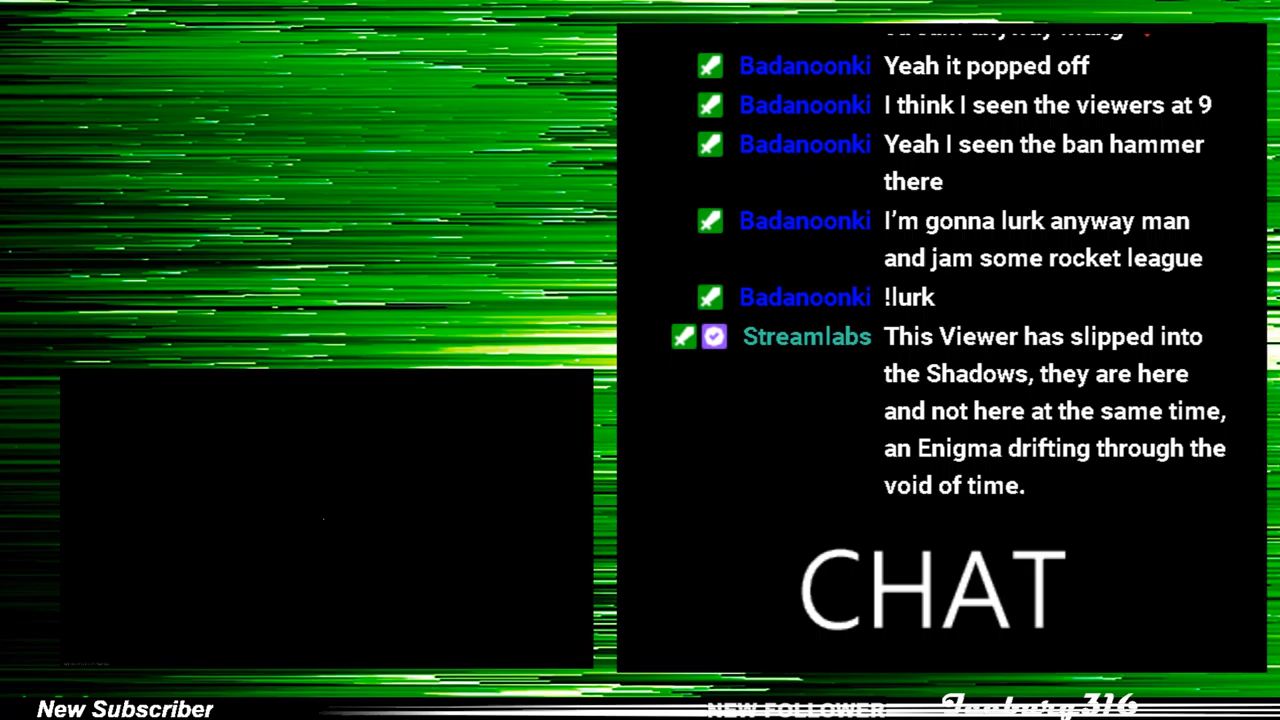 Badanoonki Yeah it popped off
Badanoonki I think I seen the viewers at 9
Badanoonki Yeah I seen the ban hammer
there
Badanoonki I'm gonna lurk anyway man
and jam some rocket league
Badanoonki !lurk
Streamlabs This Viewer has slipped into
the Shadows, they are here
and not here at the same time,
an Enigma drifting through the
void of time.
CHAT
New Subscriber
NEW FOLLOWER